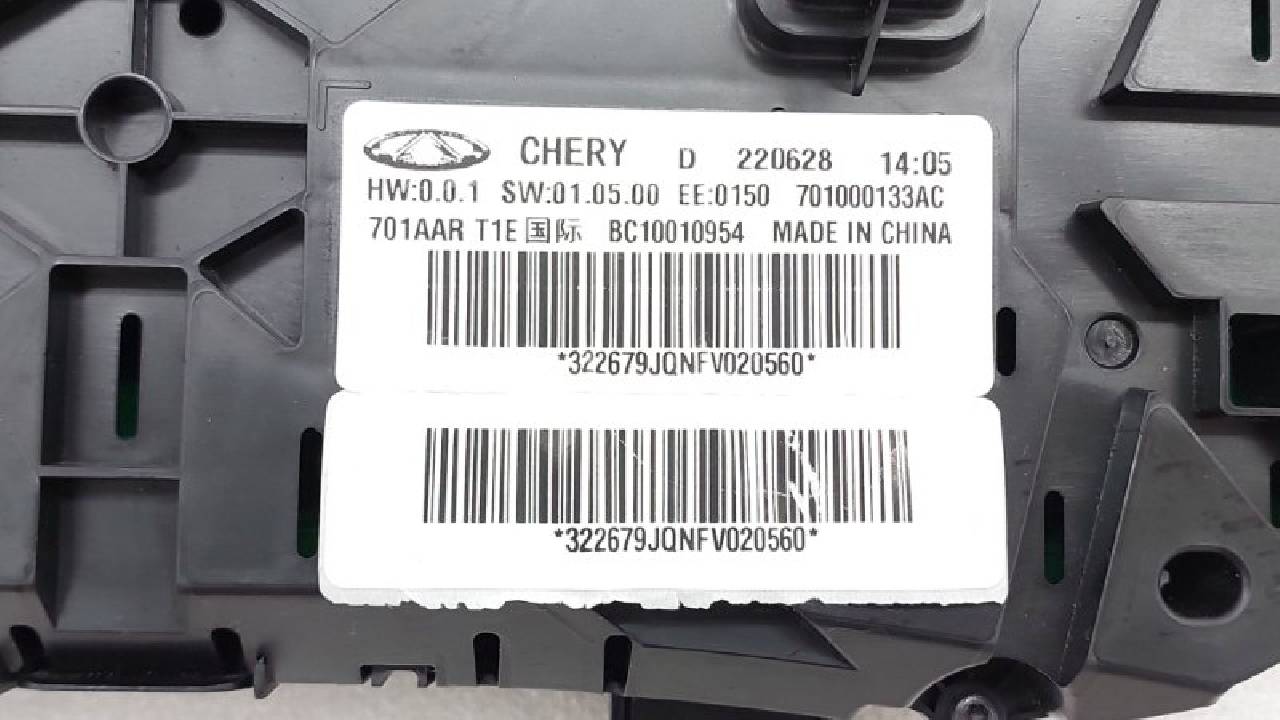 CHERY D 220628 14:05
HW:0.0.1 SW:01.05.00 EE:0150 701000133AC
701AAR T1E 国际 BC10010954 MADE IN CHINA
*322679JQNFV020560*
*322679JQNFV020560*